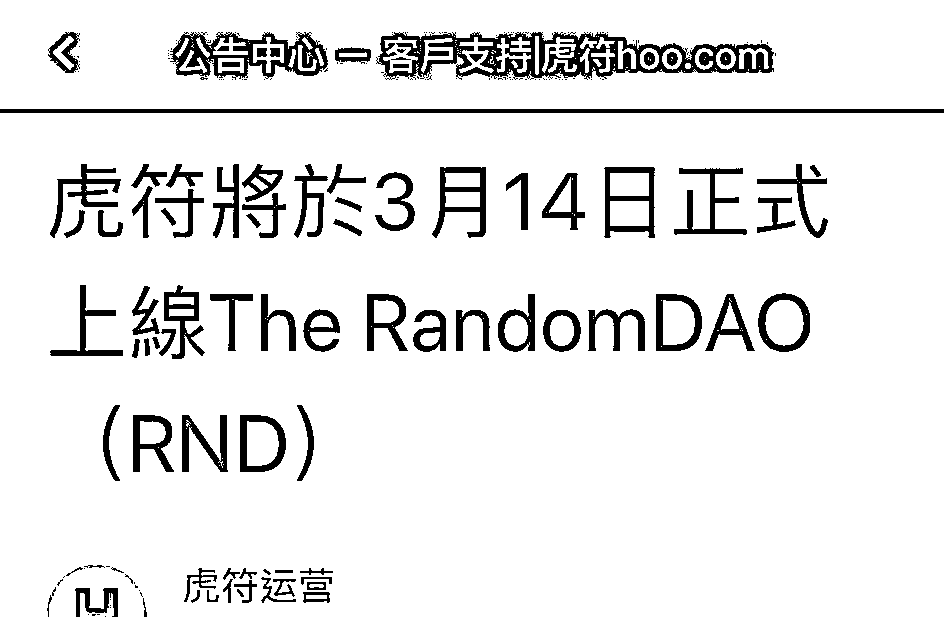 公告中心 — 客戶支持|虎符hoo.com
虎符將於3月14日正式
上線The RandomDAO
（RND）
虎符运营